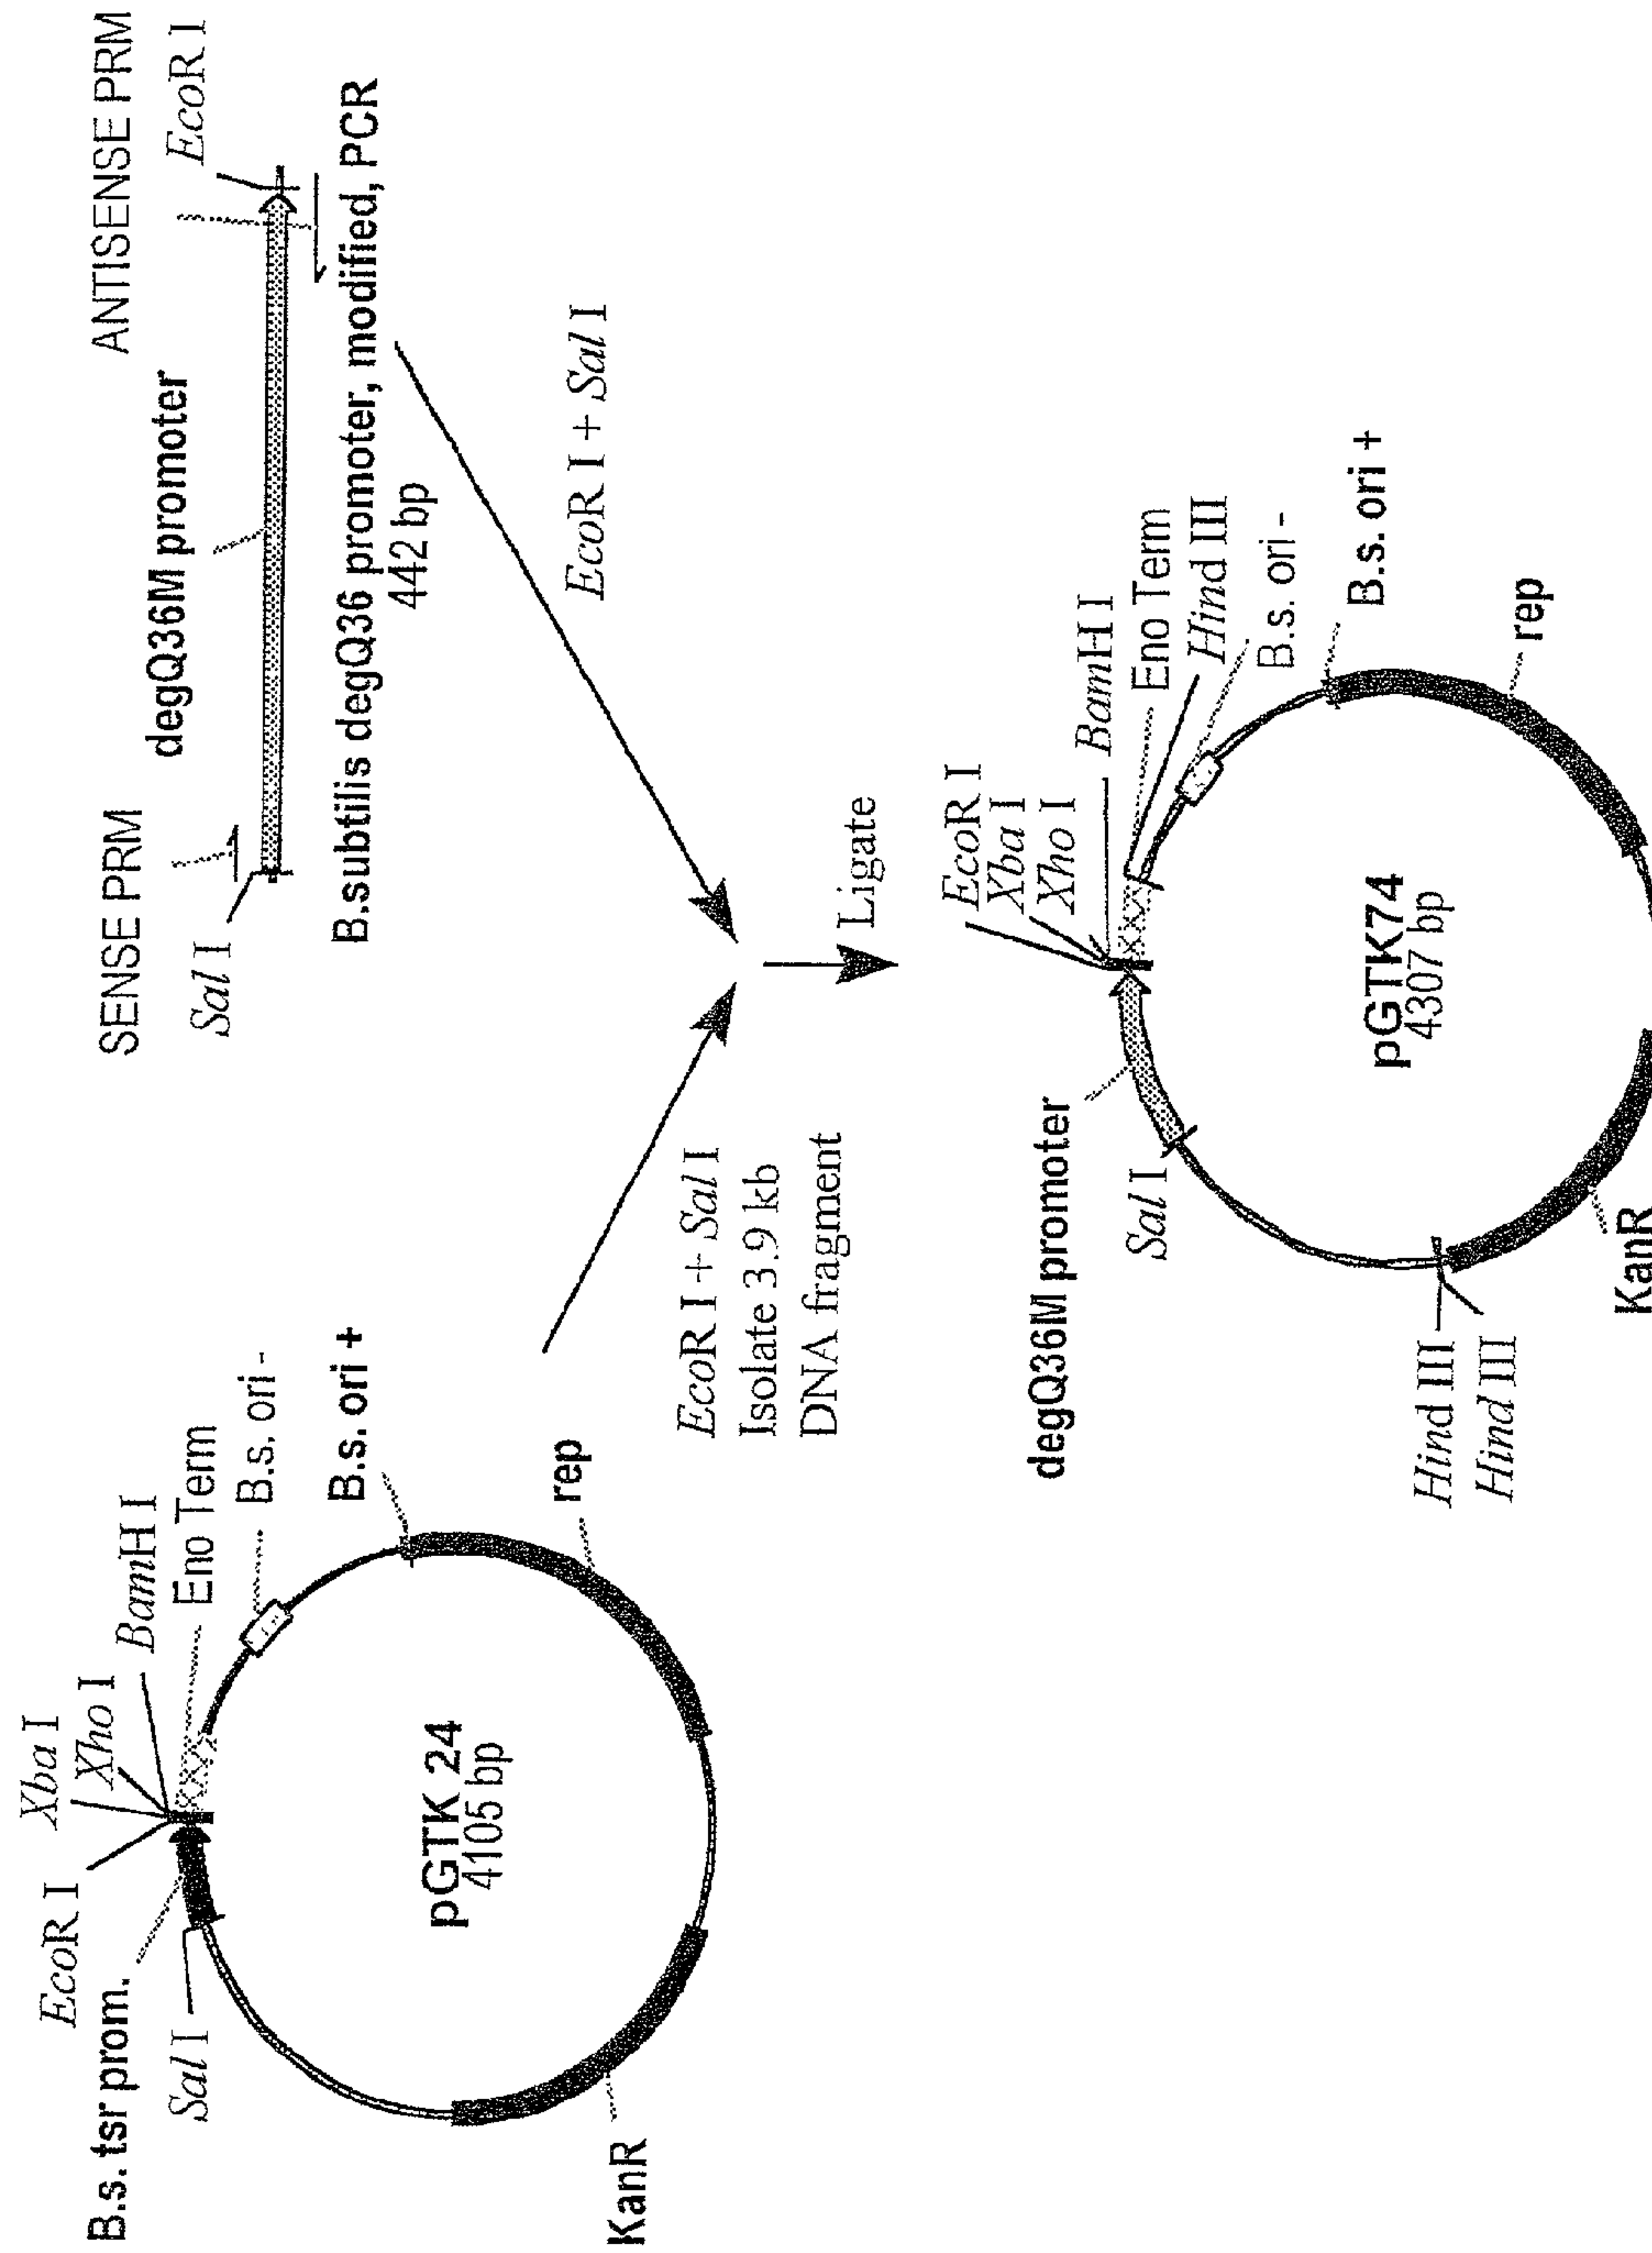 SENSE PRM
Sal I
degQ36M promoter
ANTISENSE PRM
EcoR I
B.subtilis degQ36 promoter, modified, PCR
442 bp
EcoR I + Sal I
B.s. tsr prom.
EcoR I
Xba I
Xho I
BamH I
Sal I
Eno Term
B.s. ori -
B.s. ori +
rep
KanR
pGTK 24
4105 bp
EcoR I + Sal I
Isolate 3.9 kb
DNA fragment
Ligate
degQ36M promoter
EcoR I
Xba I
Xho I
BamH I
Eno Term
Hind III
B.s. ori -
B.s. ori +
rep
Sal I
Hind III
Hind III
KanR
pGTK74
4307 bp